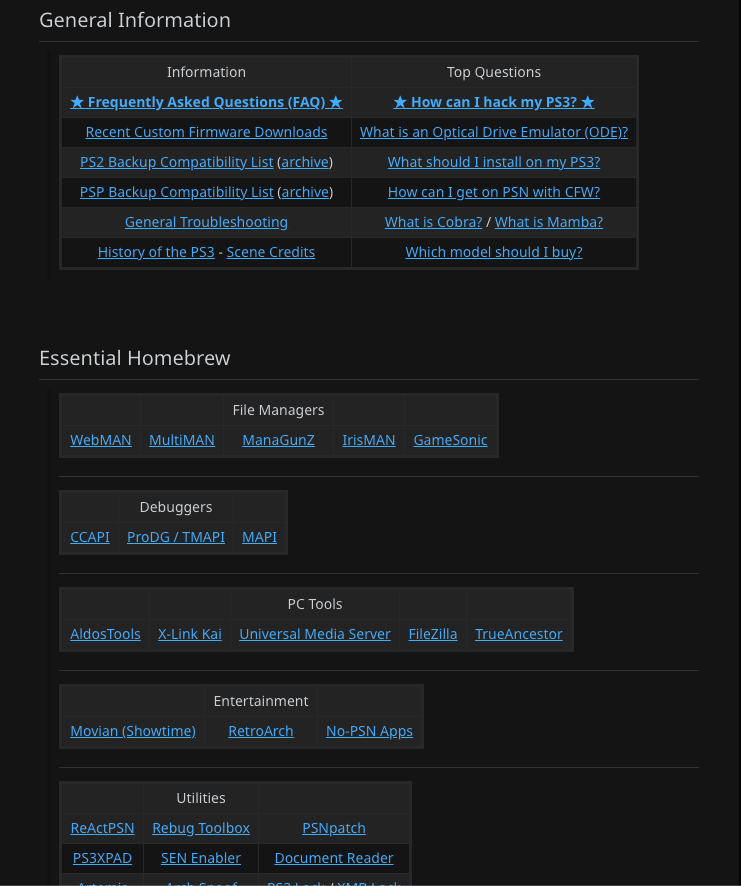 General Information
Information Top Questions
★ Frequently Asked Questions (FAQ) ★ ★ How can I hack my PS3? ★
Recent Custom Firmware Downloads What is an Optical Drive Emulator (ODE)?
PS2 Backup Compatibility List (archive) What should I install on my PS3?
PSP Backup Compatibility List (archive) How can I get on PSN with CFW?
General Troubleshooting What is Cobra? / What is Mamba?
History of the PS3 - Scene Credits Which model should I buy?
Essential Homebrew
File Managers
WebMAN MultiMAN ManaGunZ IrisMAN GameSonic
Debuggers
CCAPI ProDG / TMAPI MAPI
PC Tools
AldosTools X-Link Kai Universal Media Server FileZilla TrueAncestor
Entertainment
Movian (Showtime) RetroArch No-PSN Apps
Utilities
ReActPSN Rebug Toolbox PSNpatch
PS3XPAD SEN Enabler Document Reader